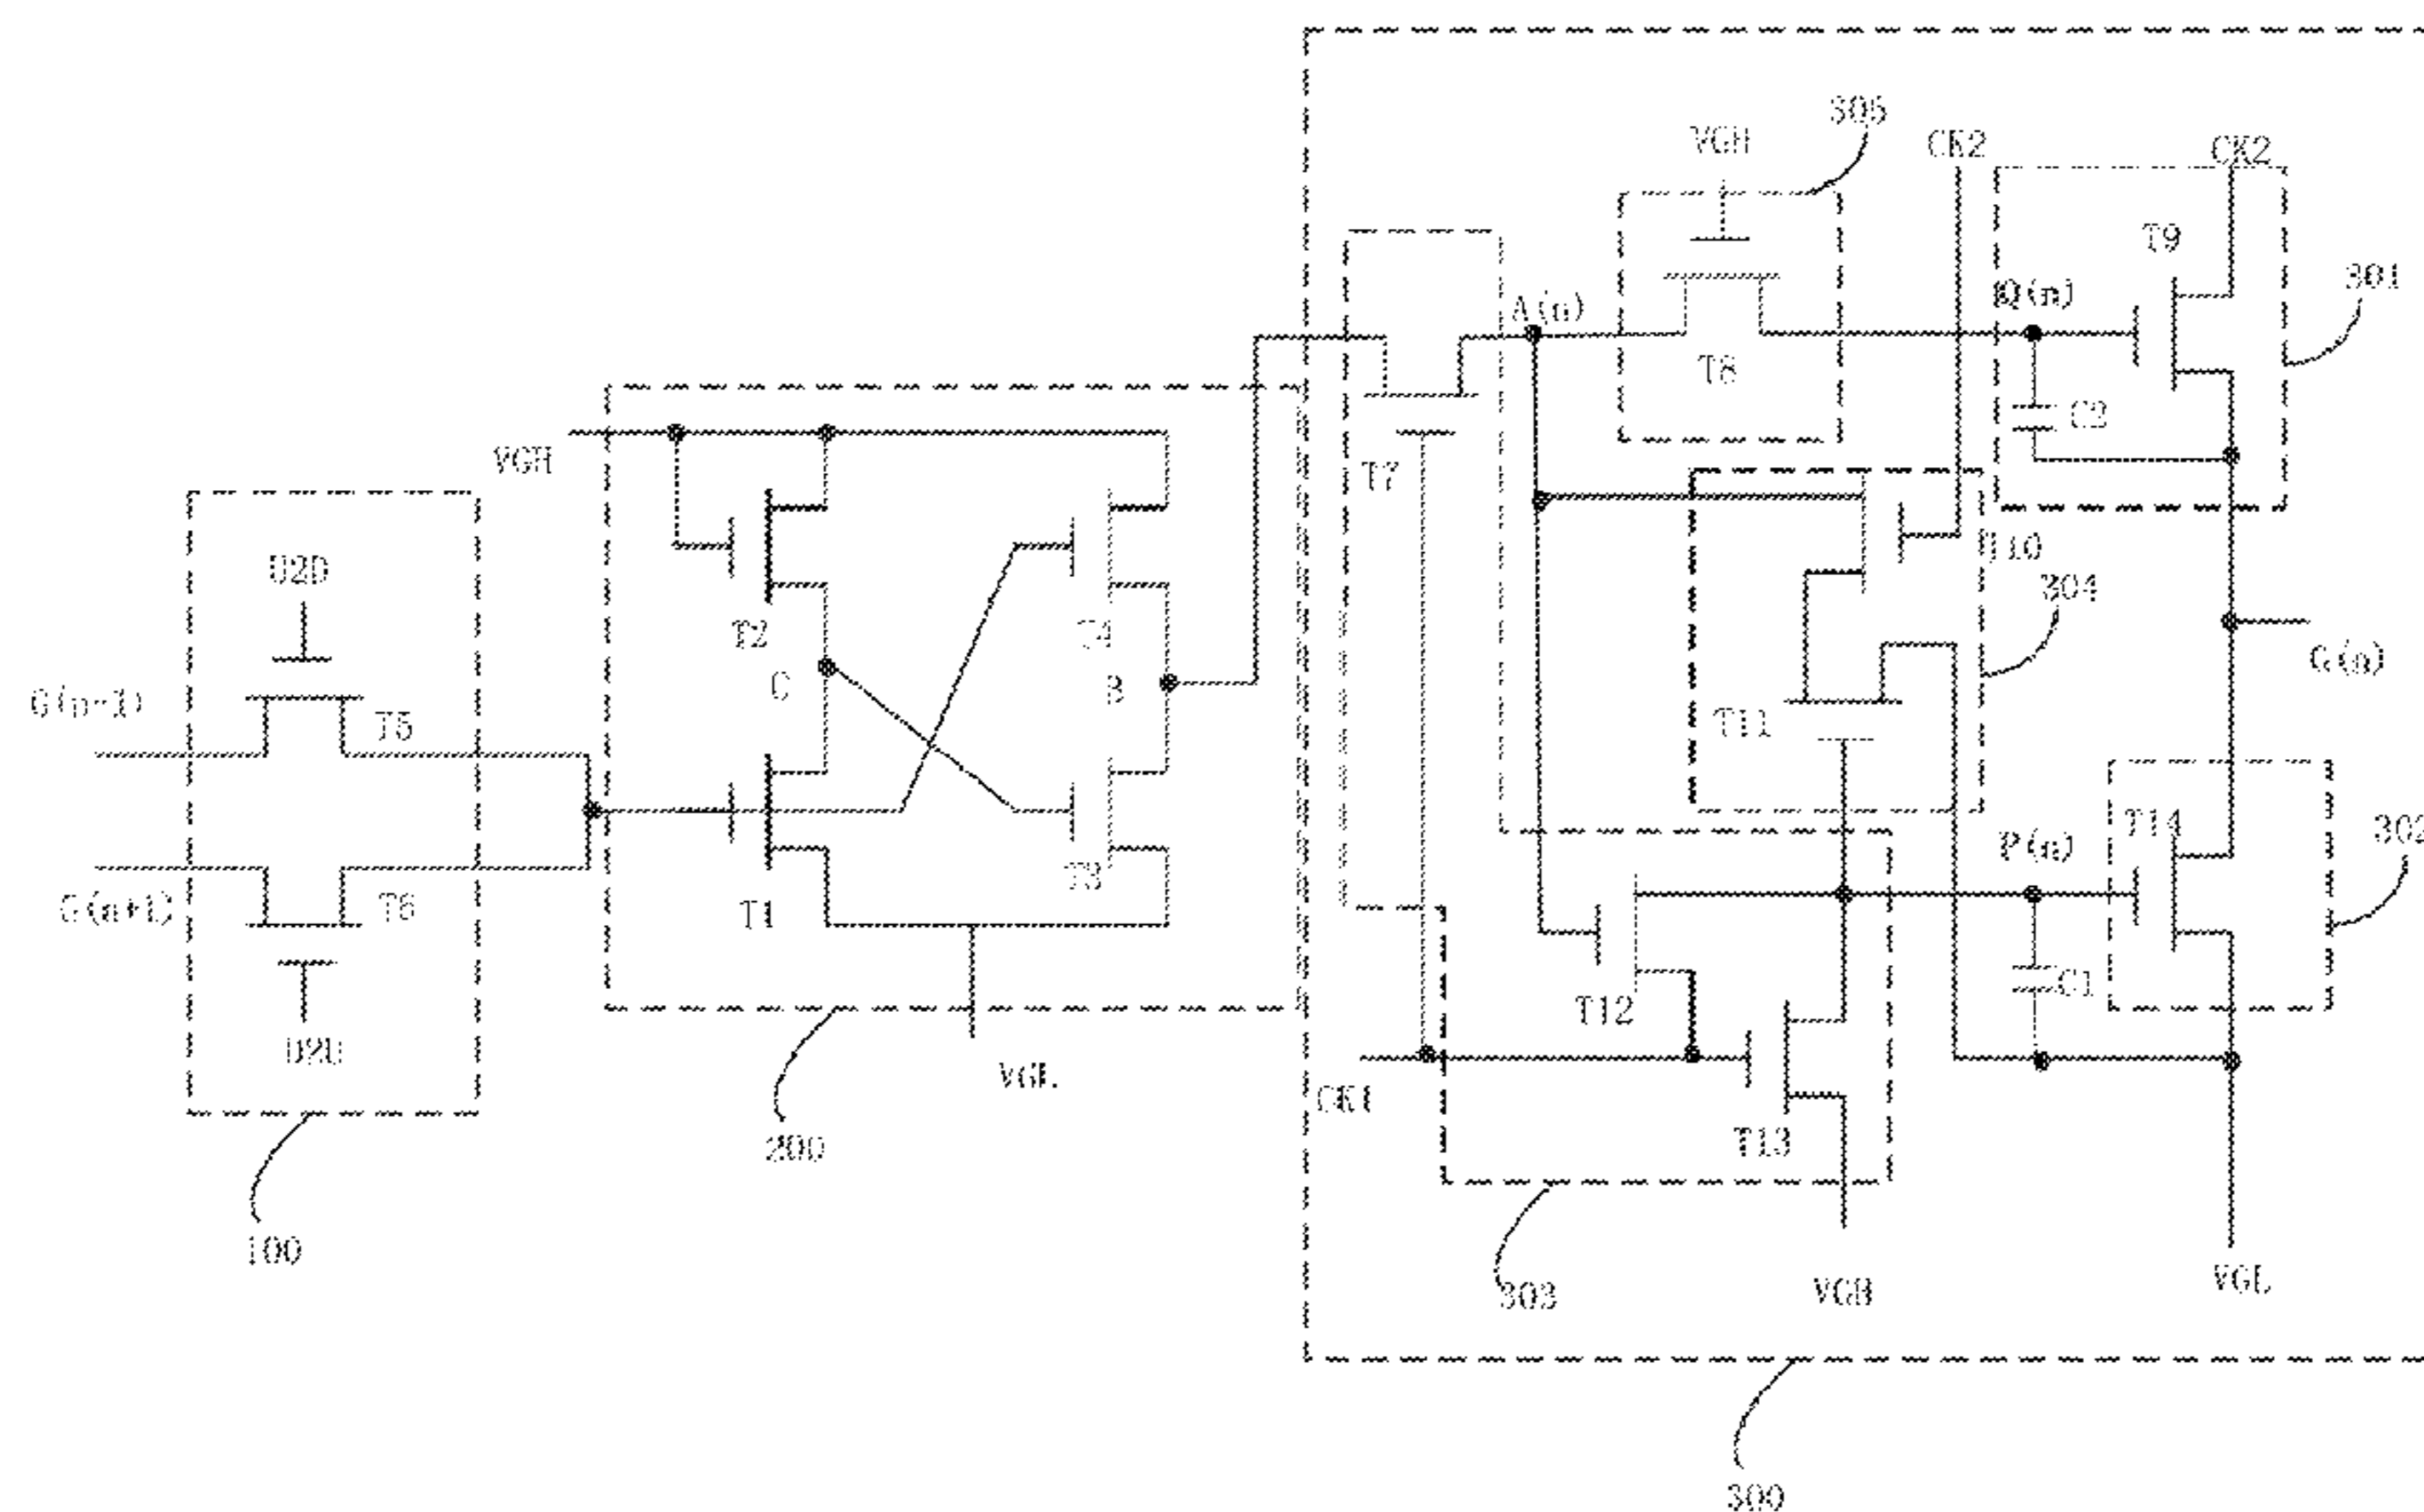 305
VGH
CK2
CK2
T9
301
A(n)
Q(n)
T8
C2
VGH
T7
T10
U2D
304
T2
T4
G(n)
C
B
G(n-1)
T5
T11
T14
302
P(n)
G(n+1)
T6
T1
T3
C1
T12
D2U
VGL
CK1
T13
200
100
303
VGH
VGL
300